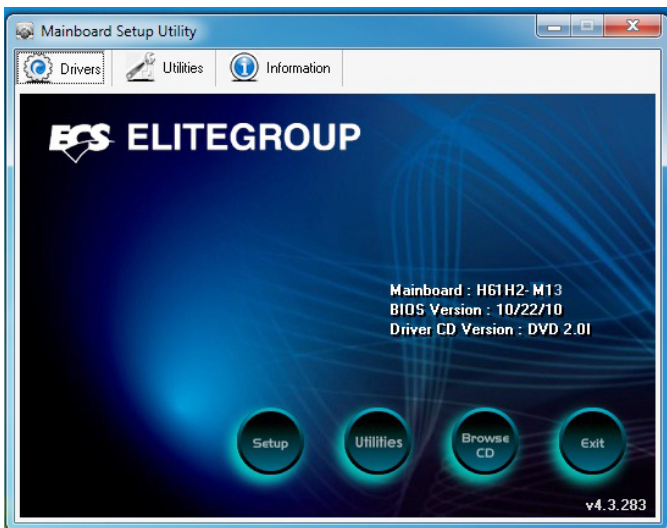 Mainboard Setup Utility
Drivers
Utilities
Information
ECS ELITEGROUP
Mainboard : H61H2-M13
BIOS Version : 10/22/10
Driver CD Version : DVD 2.0I
Setup
Utilities
Browse
CD
Exit
v4.3.283